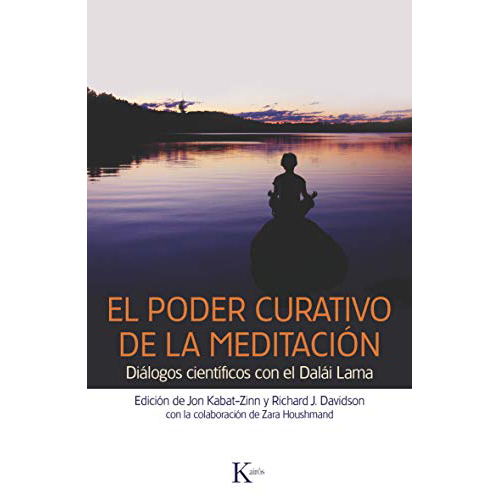 EL PODER CURATIVO
DE LA MEDITACIÓN
Diálogos científicos con el Dalái Lama
Edición de Jon Kabat-Zinn y Richard J. Davidson
con la colaboración de Zara Houshmand
Kairós